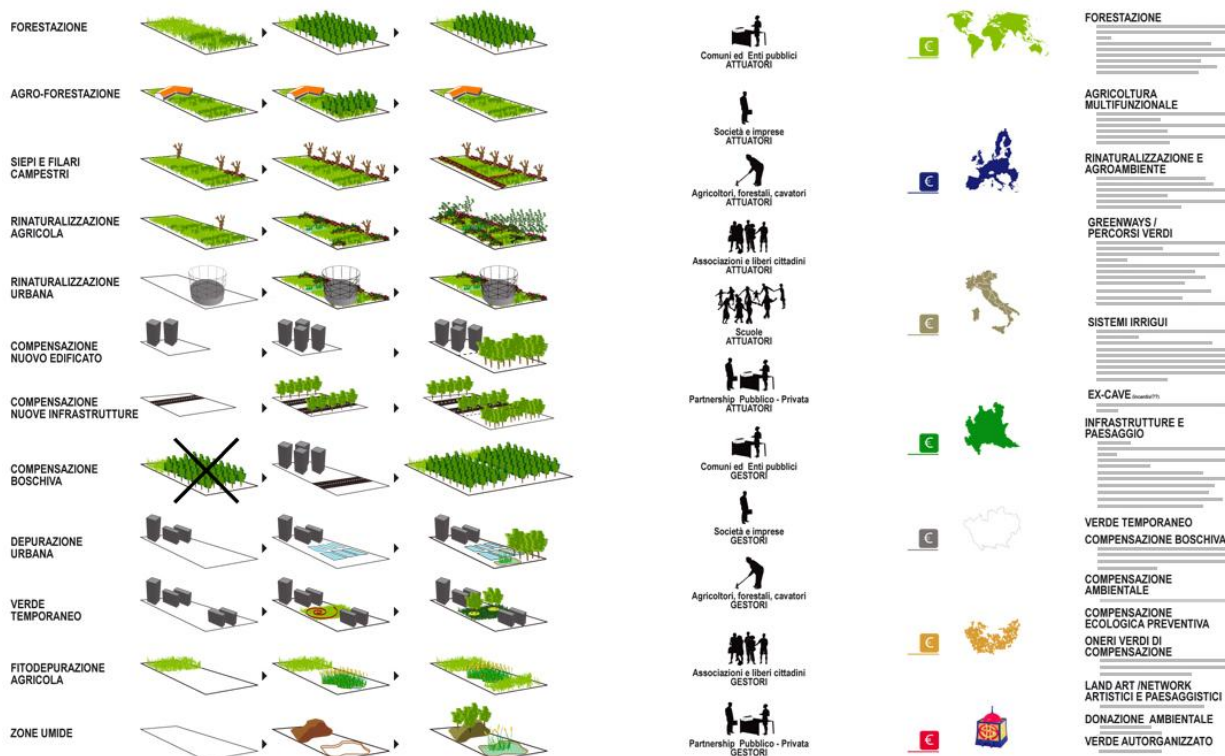 FORESTAZIONE
AGRO-FORESTAZIONE
SIEPI E FILARI
CAMPESTRI
RINATURALIZZAZIONE
AGRICOLA
RINATURALIZZAZIONE
URBANA
COMPENSAZIONE
NUOVO EDIFICATO
COMPENSAZIONE
NUOVE INFRASTRUTTURE
COMPENSAZIONE
BOSCHIVA
DEPURAZIONE
URBANA
VERDE
TEMPORANEO
FITODEPURAZIONE
AGRICOLA
ZONE UMIDE
Comuni ed Enti pubblici
ATTUATORI
Società e imprese
ATTUATORI
Agricoltori, forestali, cavatori
ATTUATORI
Associazioni e liberi cittadini
ATTUATORI
Scuole
ATTUATORI
Partnership Pubblico - Privata
ATTUATORI
Comuni ed Enti pubblici
GESTORI
Società e imprese
GESTORI
Agricoltori, forestali, cavatori
GESTORI
Associazioni e liberi cittadini
GESTORI
Partnership Pubblico - Privata
GESTORI
€
€
€
€
€
€
€
$
FORESTAZIONE
AGRICOLTURA
MULTIFUNZIONALE
RINATURALIZZAZIONE E
AGROAMBIENTE
GREENWAYS /
PERCORSI VERDI
SISTEMI IRRIGUI
EX-CAVE
INFRASTRUTTURE E
PAESAGGIO
VERDE TEMPORANEO
COMPENSAZIONE BOSCHIVA
COMPENSAZIONE
AMBIENTALE
COMPENSAZIONE
ECOLOGICA PREVENTIVA
ONERI VERDI DI
COMPENSAZIONE
LAND ART /NETWORK
ARTISTICI E PAESAGGISTICI
DONAZIONE AMBIENTALE
VERDE AUTORGANIZZATO